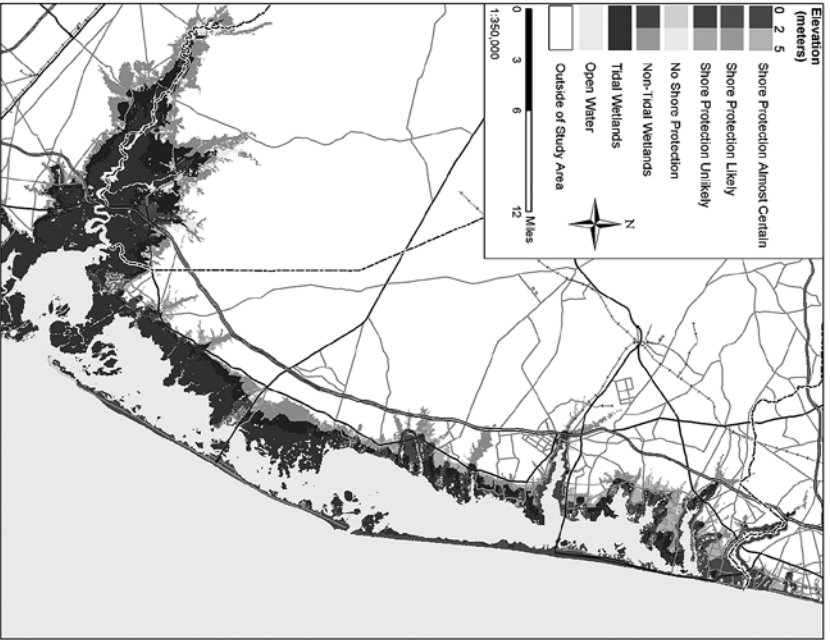 Elevation
(meters)
0 2 5
Shore Protection Almost Certain
Shore Protection Likely
Shore Protection Unlikely
No Shore Protection
Non-Tidal Wetlands
Tidal Wetlands
Open Water
Outside of Study Area
N
0 3 6 12
Miles
1:350,000